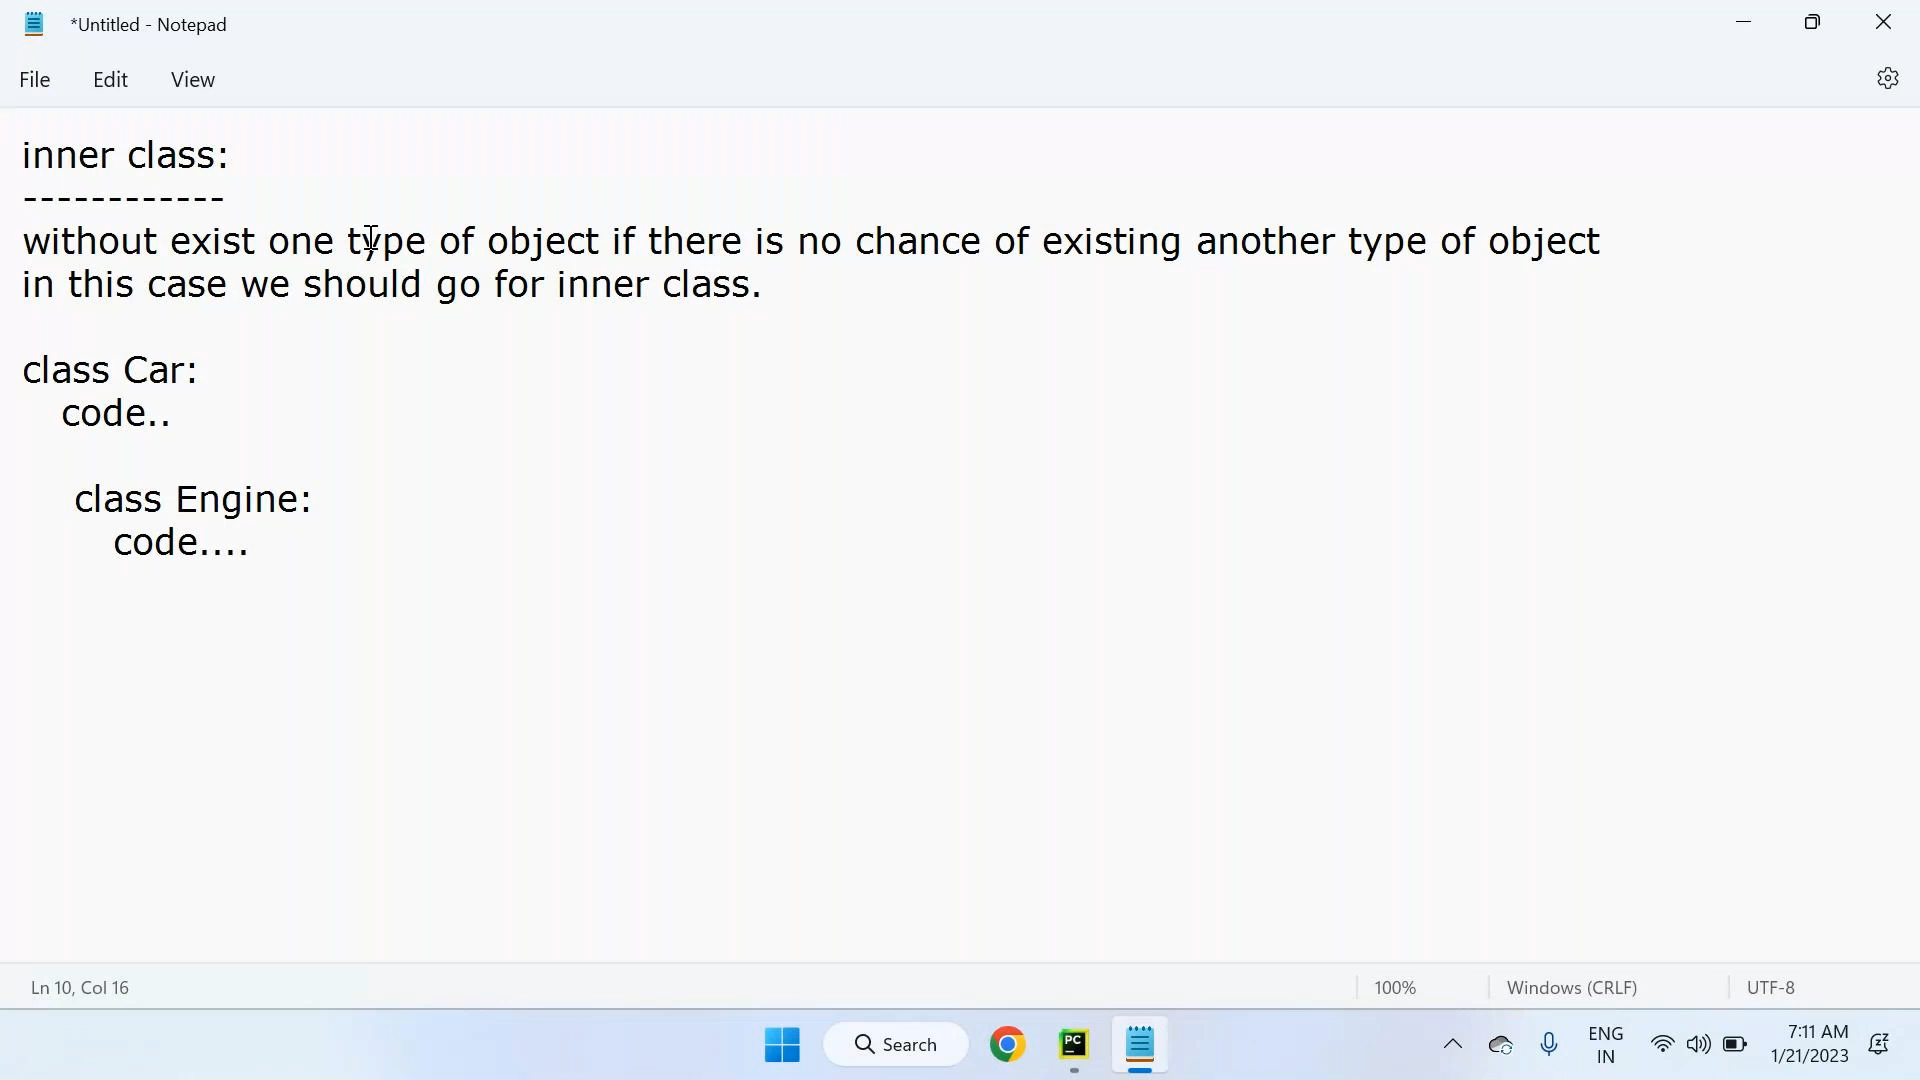 *Untitled - Notepad
File Edit View
inner class:
------------
without exist one type of object if there is no chance of existing another type of object
in this case we should go for inner class.
class Car:
code..
class Engine:
code....
Ln 10, Col 16 100% Windows (CRLF) UTF-8
PC
Search
ENG
IN
7:11 AM
1/21/2023